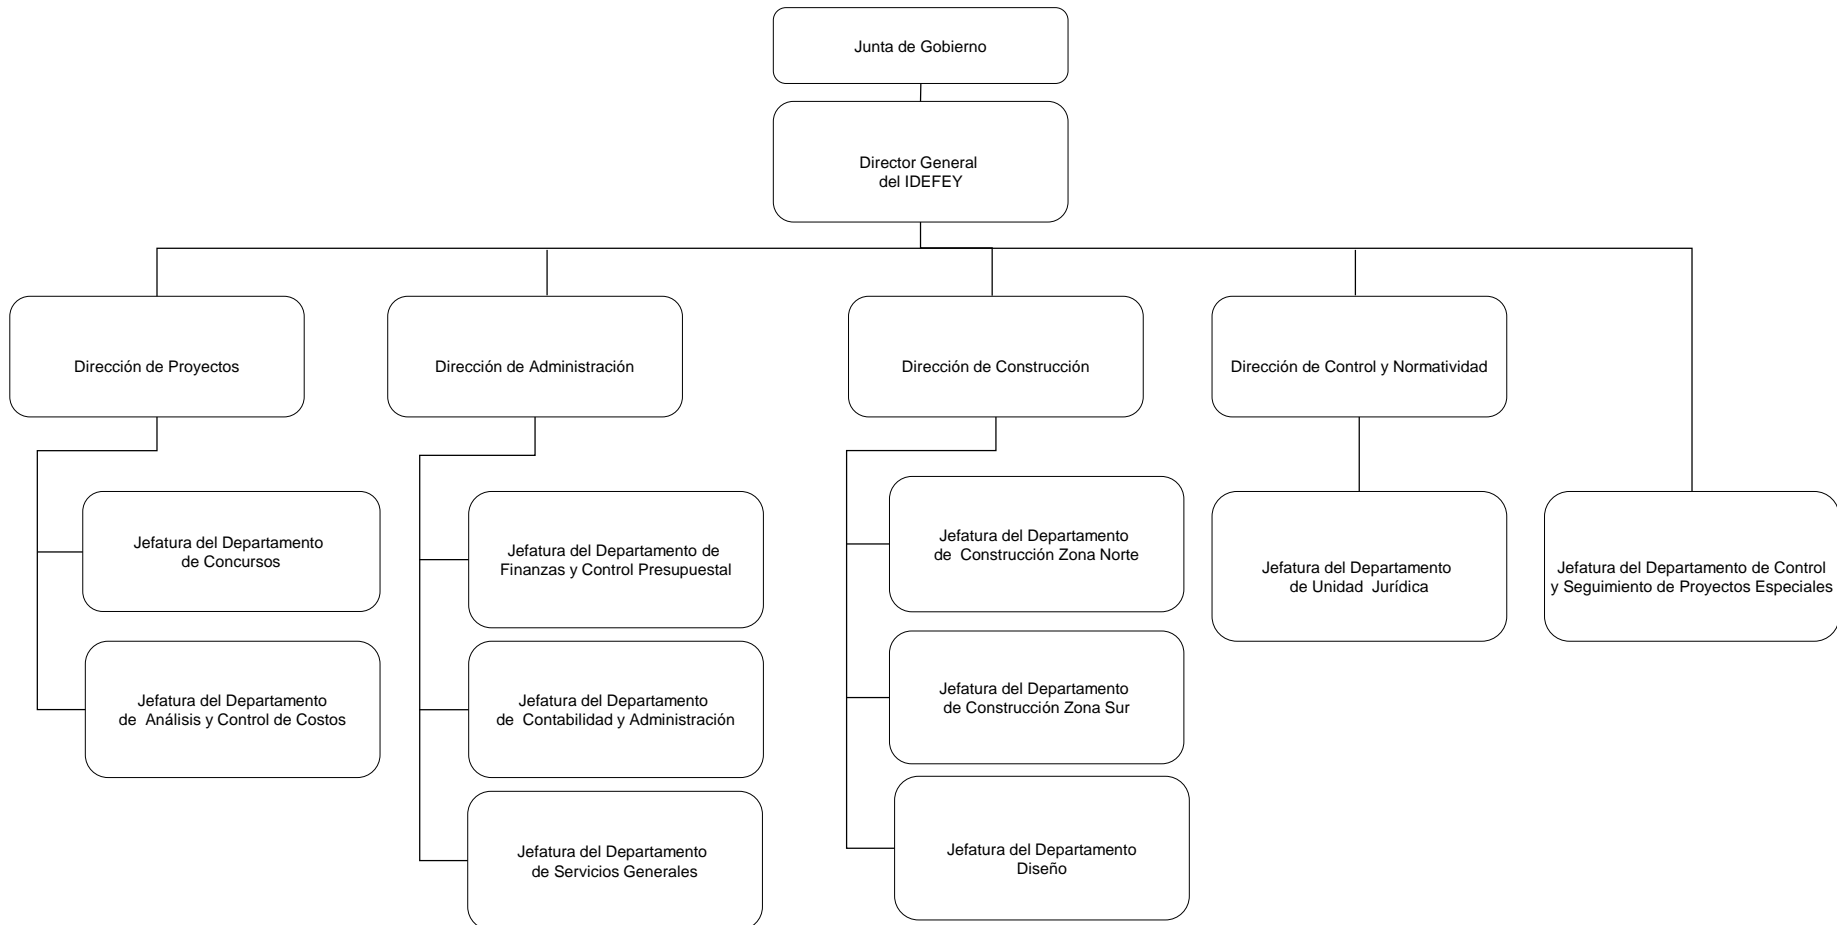 Junta de Gobierno
Director General
del IDEFEY
Dirección de Proyectos
Dirección de Administración
Dirección de Construcción
Dirección de Control y Normatividad
Jefatura del Departamento
de Concursos
Jefatura del Departamento
de Análisis y Control de Costos
Jefatura del Departamento de
Finanzas y Control Presupuestal
Jefatura del Departamento
de Contabilidad y Administración
Jefatura del Departamento
de Servicios Generales
Jefatura del Departamento
de Construcción Zona Norte
Jefatura del Departamento
de Construcción Zona Sur
Jefatura del Departamento
Diseño
Jefatura del Departamento
de Unidad Jurídica
Jefatura del Departamento de Control
y Seguimiento de Proyectos Especiales